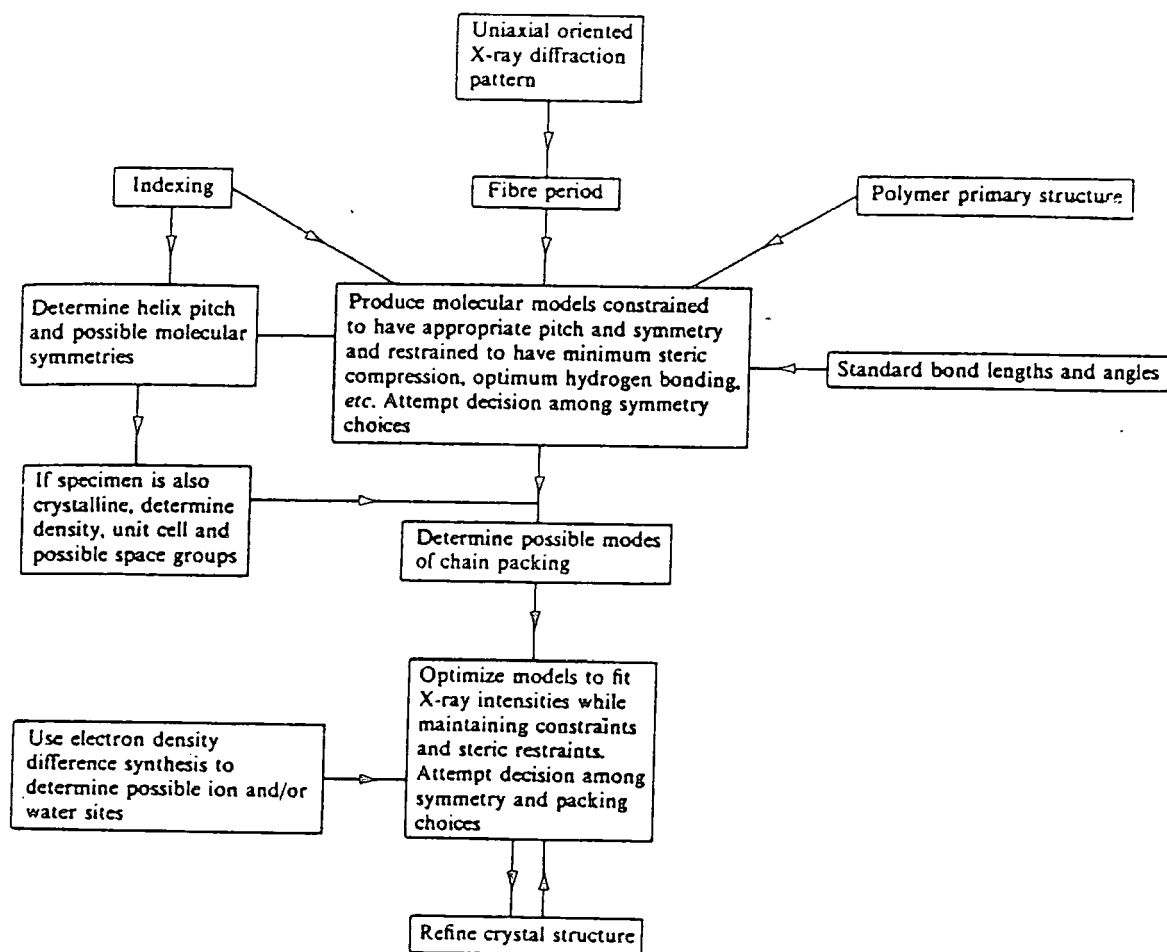 Uniaxial oriented
X-ray diffraction
pattern
Indexing
Fibre period
Polymer primary structure
Determine helix pitch
and possible molecular
symmetries
Produce molecular models constrained
to have appropriate pitch and symmetry
and restrained to have minimum steric
compression, optimum hydrogen bonding,
etc. Attempt decision among symmetry
choices
Standard bond lengths and angles
If specimen is also
crystalline, determine
density, unit cell and
possible space groups
Determine possible modes
of chain packing
Optimize models to fit
X-ray intensities while
maintaining constraints
and steric restraints.
Attempt decision among
symmetry and packing
choices
Use electron density
difference synthesis to
determine possible ion and/or
water sites
Refine crystal structure